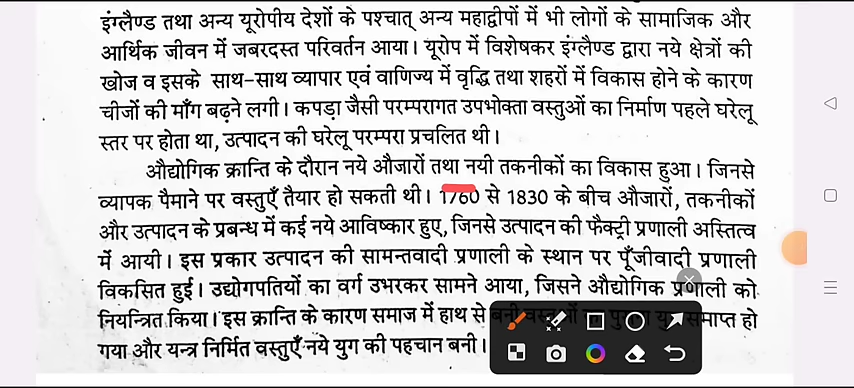 इंग्लैण्ड तथा अन्य यूरोपीय देशों के पश्चात् अन्य महाद्वीपों में भी लोगों के सामाजिक और
आर्थिक जीवन में जबरदस्त परिवर्तन आया। यूरोप में विशेषकर इंग्लैण्ड द्वारा नये क्षेत्रों की
खोज व इसके साथ-साथ व्यापार एवं वाणिज्य में वृद्धि तथा शहरों में विकास होने के कारण
चीजों की माँग बढ़ने लगी। कपड़ा जैसी परम्परागत उपभोक्ता वस्तुओं का निर्माण पहले घरेलू
स्तर पर होता था, उत्पादन की घरेलू परम्परा प्रचलित थी।
औद्योगिक क्रान्ति के दौरान नये औजारों तथा नयी तकनीकों का विकास हुआ। जिनसे
व्यापक पैमाने पर वस्तुएँ तैयार हो सकती थी। 1760 से 1830 के बीच औजारों, तकनीकों
और उत्पादन के प्रबन्ध में कई नये आविष्कार हुए, जिनसे उत्पादन की फैक्ट्री प्रणाली अस्तित्व
में आयी। इस प्रकार उत्पादन की सामन्तवादी प्रणाली के स्थान पर पूँजीवादी प्रणाली
विकसित हुई। उद्योगपतियों का वर्ग उभरकर सामने आया, जिसने औद्योगिक प्रणाली को
नियन्त्रित किया। इस क्रान्ति के कारण समाज में हाथ से समाप्त हो
गया और यन्त्र निर्मित वस्तुएँ नये युग की पहचान बनी।